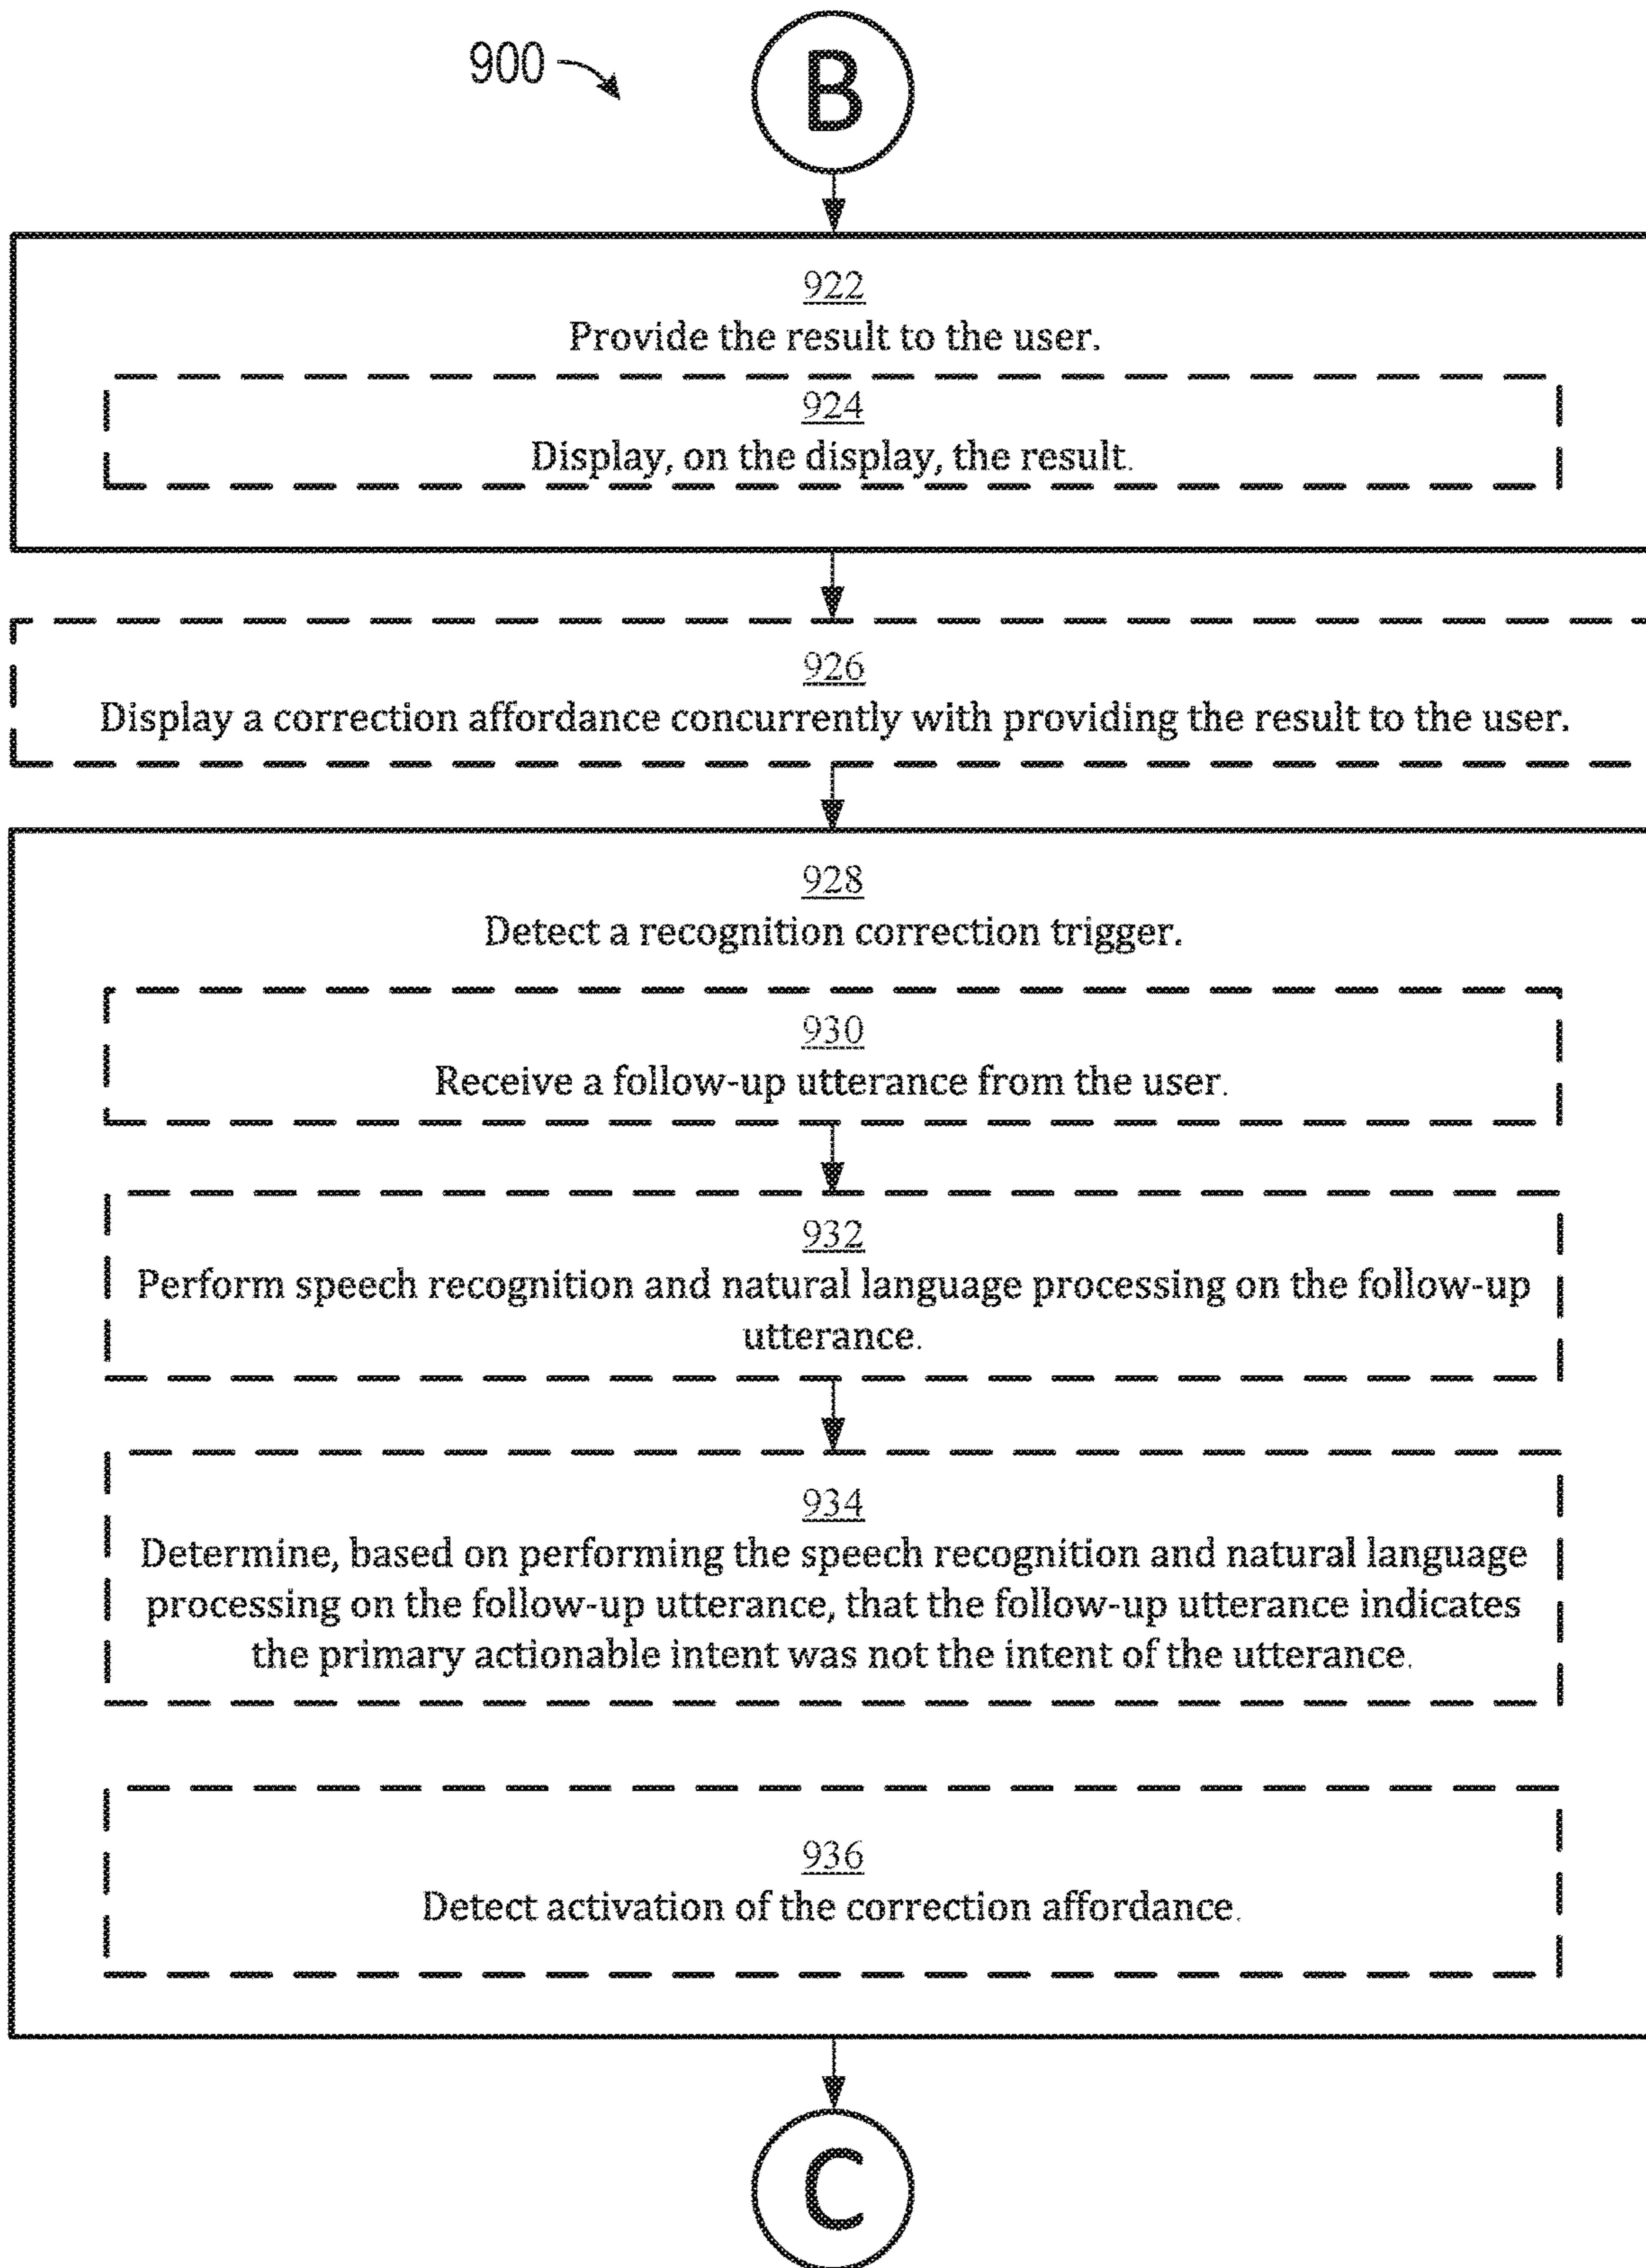 900
B
922
Provide the result to the user.
924
Display, on the display, the result.
926
Display a correction affordance concurrently with providing the result to the user.
928
Detect a recognition correction trigger.
930
Receive a follow-up utterance from the user.
932
Perform speech recognition and natural language processing on the follow-up
utterance.
934
Determine, based on performing the speech recognition and natural language
processing on the follow-up utterance, that the follow-up utterance indicates
the primary actionable intent was not the intent of the utterance.
936
Detect activation of the correction affordance.
C